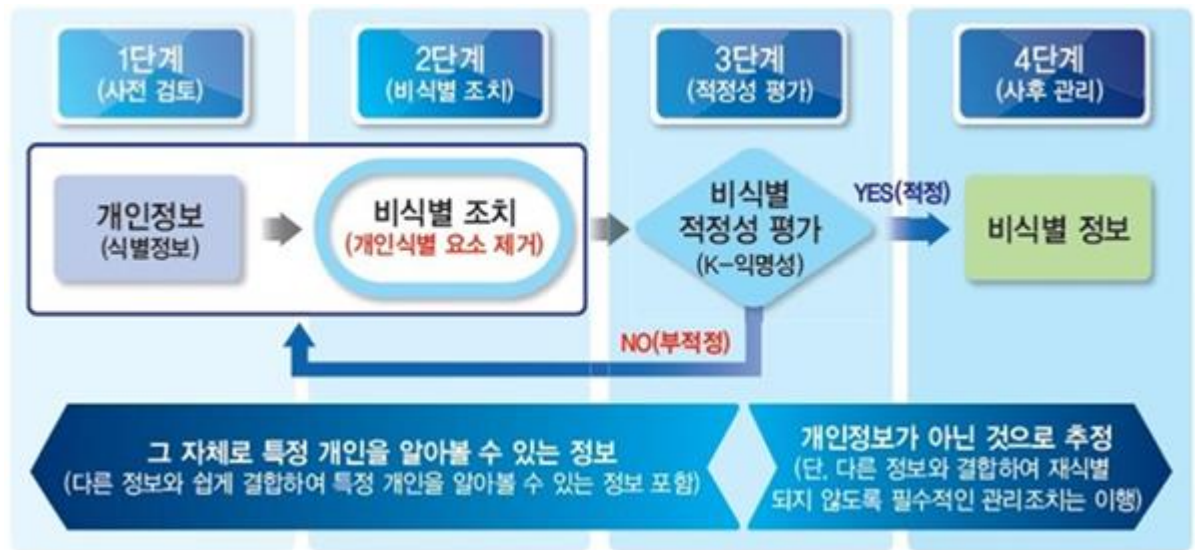 1단계
(사전 검토)
2단계
(비식별 조치)
3단계
(적정성 평가)
4단계
(사후 관리)
개인정보
(식별정보)
비식별 조치
(개인식별 요소 제거)
비식별
적정성 평가
(K-익명성)
YES(적정)
비식별 정보
NO(부적정)
그 자체로 특정 개인을 알아볼 수 있는 정보
(다른 정보와 쉽게 결합하여 특정 개인을 알아볼 수 있는 정보 포함)
개인정보가 아닌 것으로 추정
(단, 다른 정보와 결합하여 재식별
되지 않도록 필수적인 관리조치는 이행)